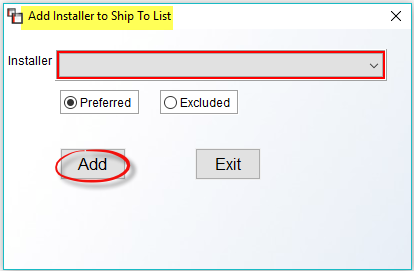 Add Installer to Ship To List
Installer
Preferred Excluded
Add Exit